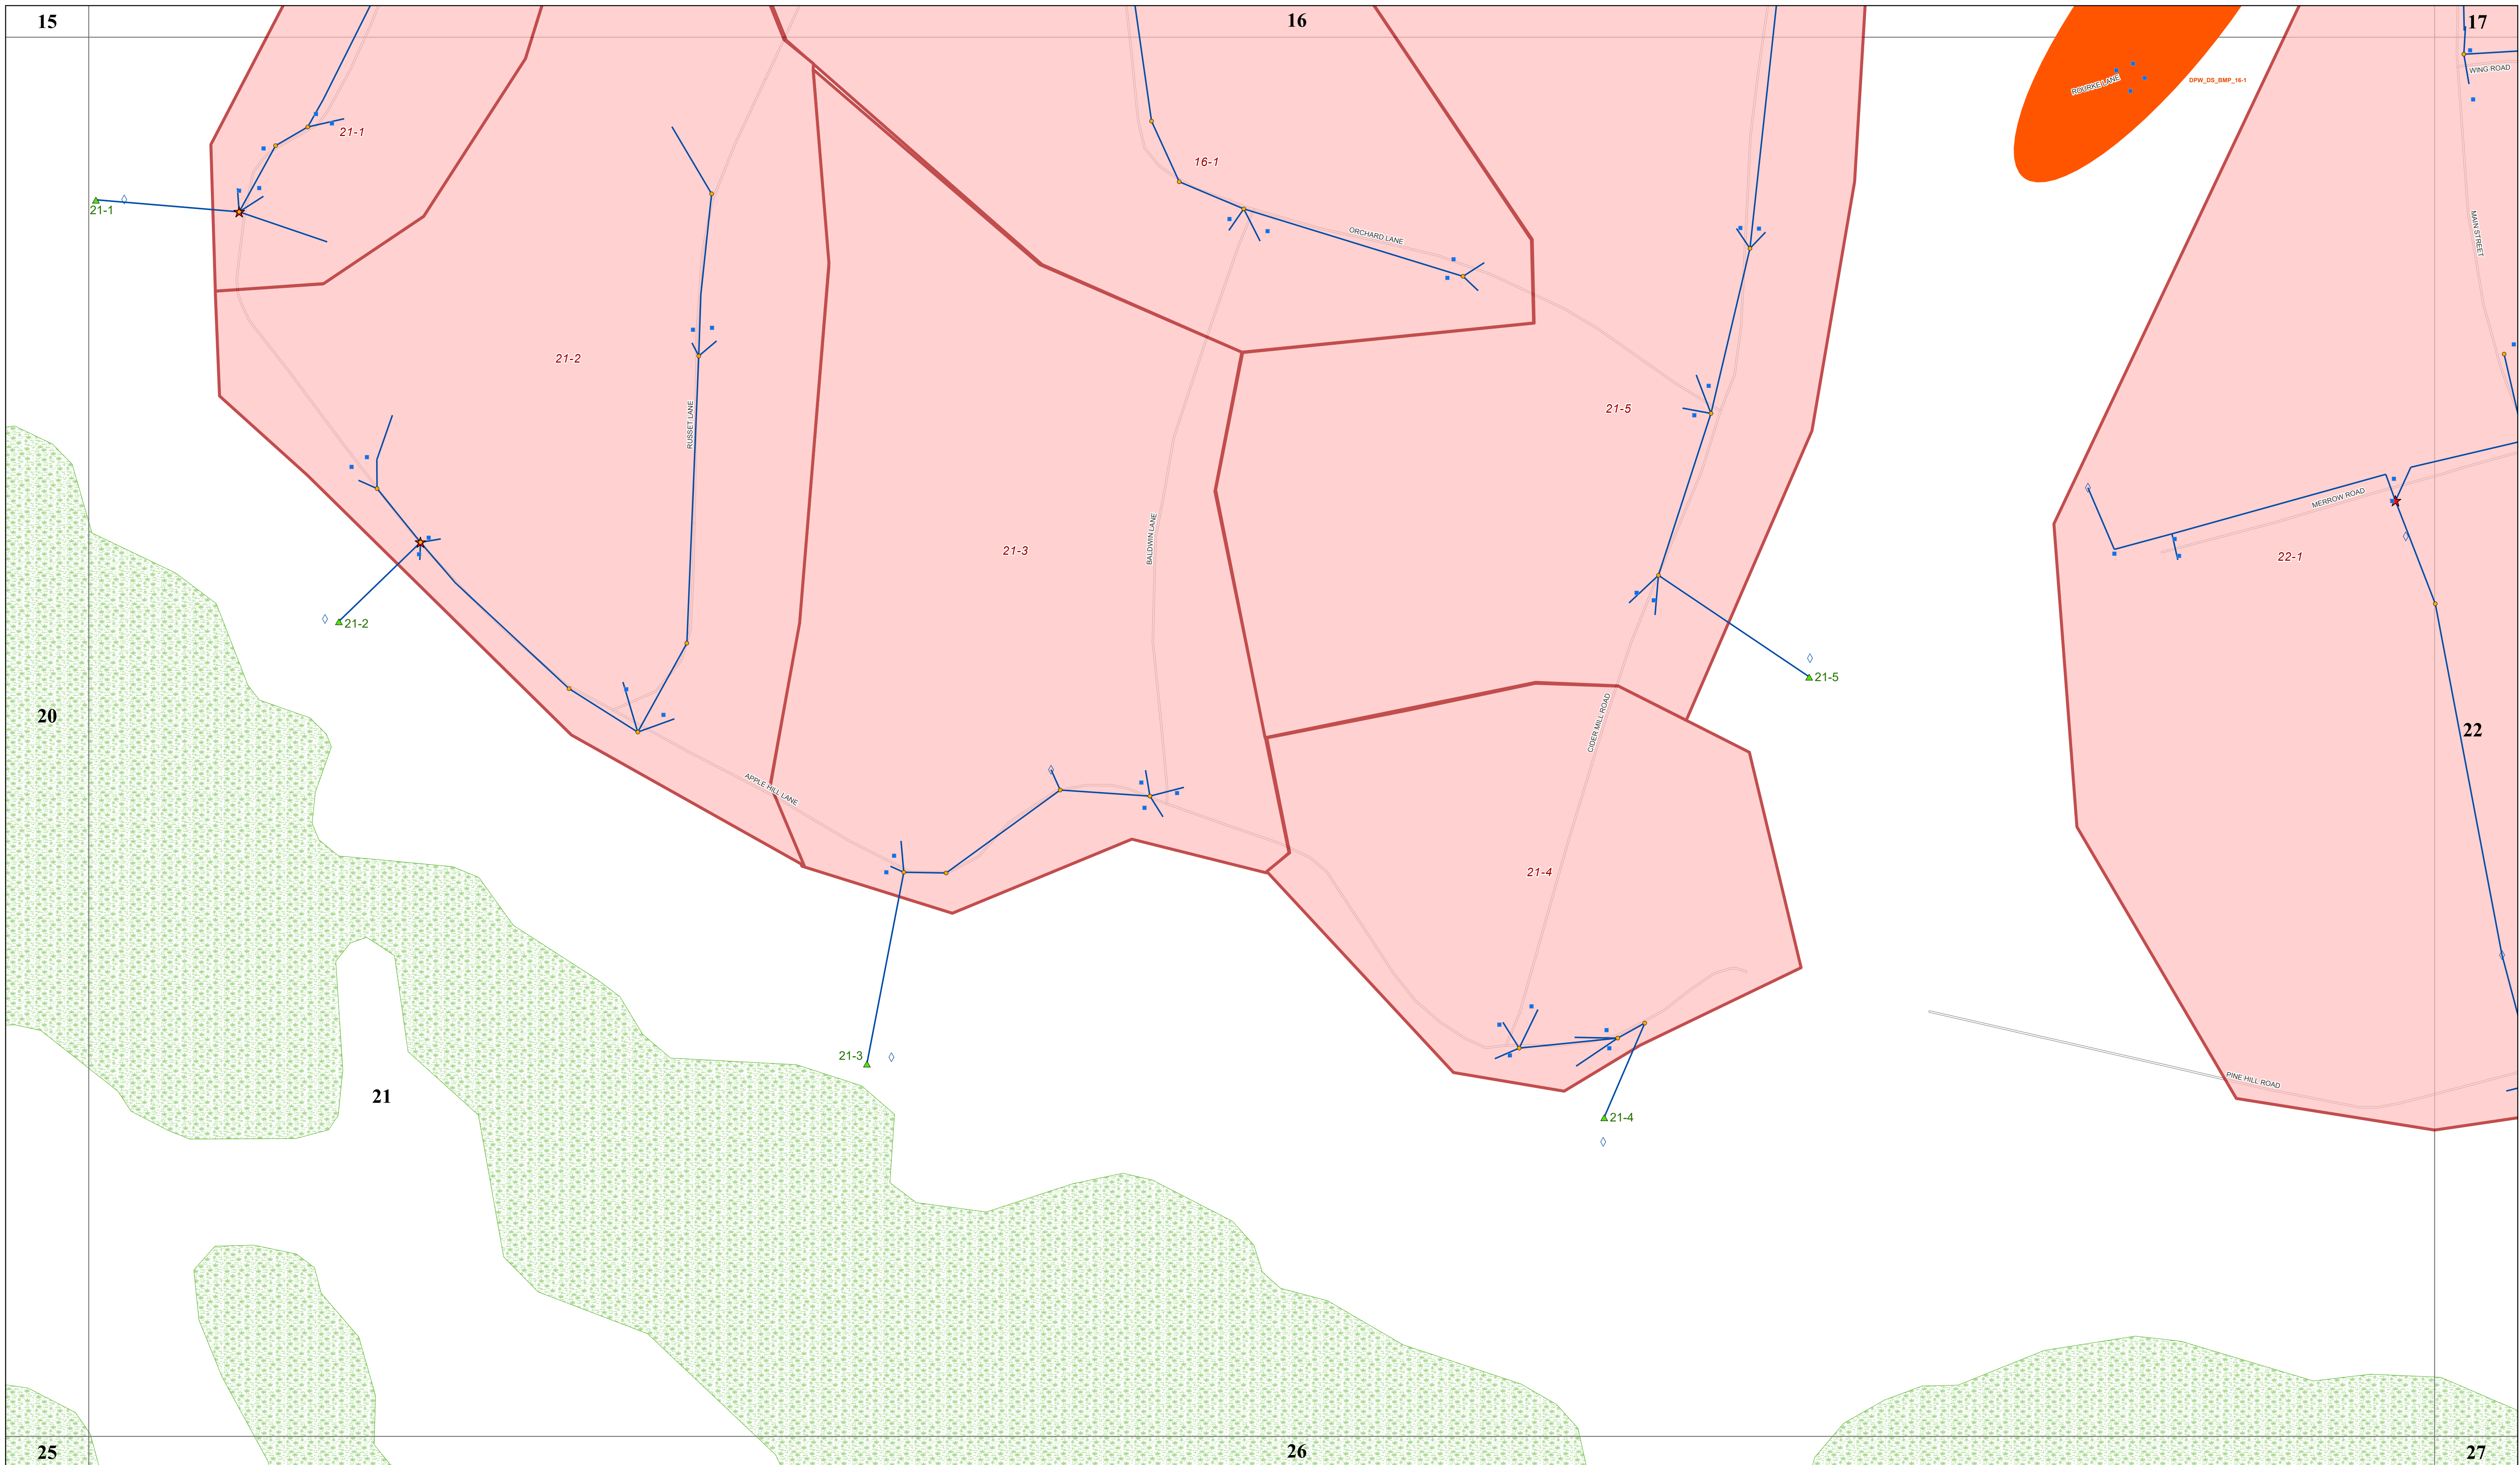 15
16
17
ROURKE LANE
DPW_DS_BMP_16-1
WING ROAD
21-1
16-1
21-1
ORCHARD LANE
MAIN STREET
21-2
21-5
RUSSET LANE
MERROW ROAD
BALDWIN LANE
21-3
22-1
21-2
21-5
20
CIDER MILL ROAD
22
APPLE HILL LANE
21-4
21-3
PINE HILL ROAD
21
21-4
25
26
27